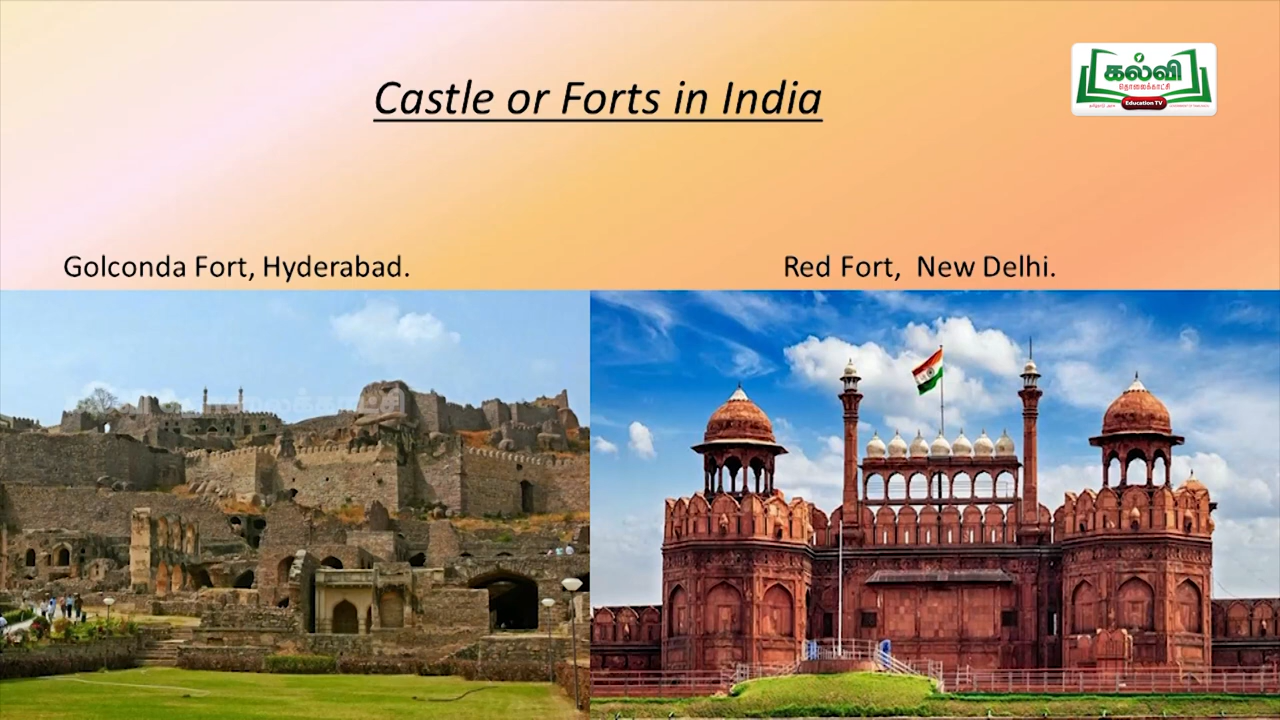 Castle or Forts in India
கல்வி
தொலைக்காட்சி
Education TV
Golconda Fort, Hyderabad.
Red Fort, New Delhi.